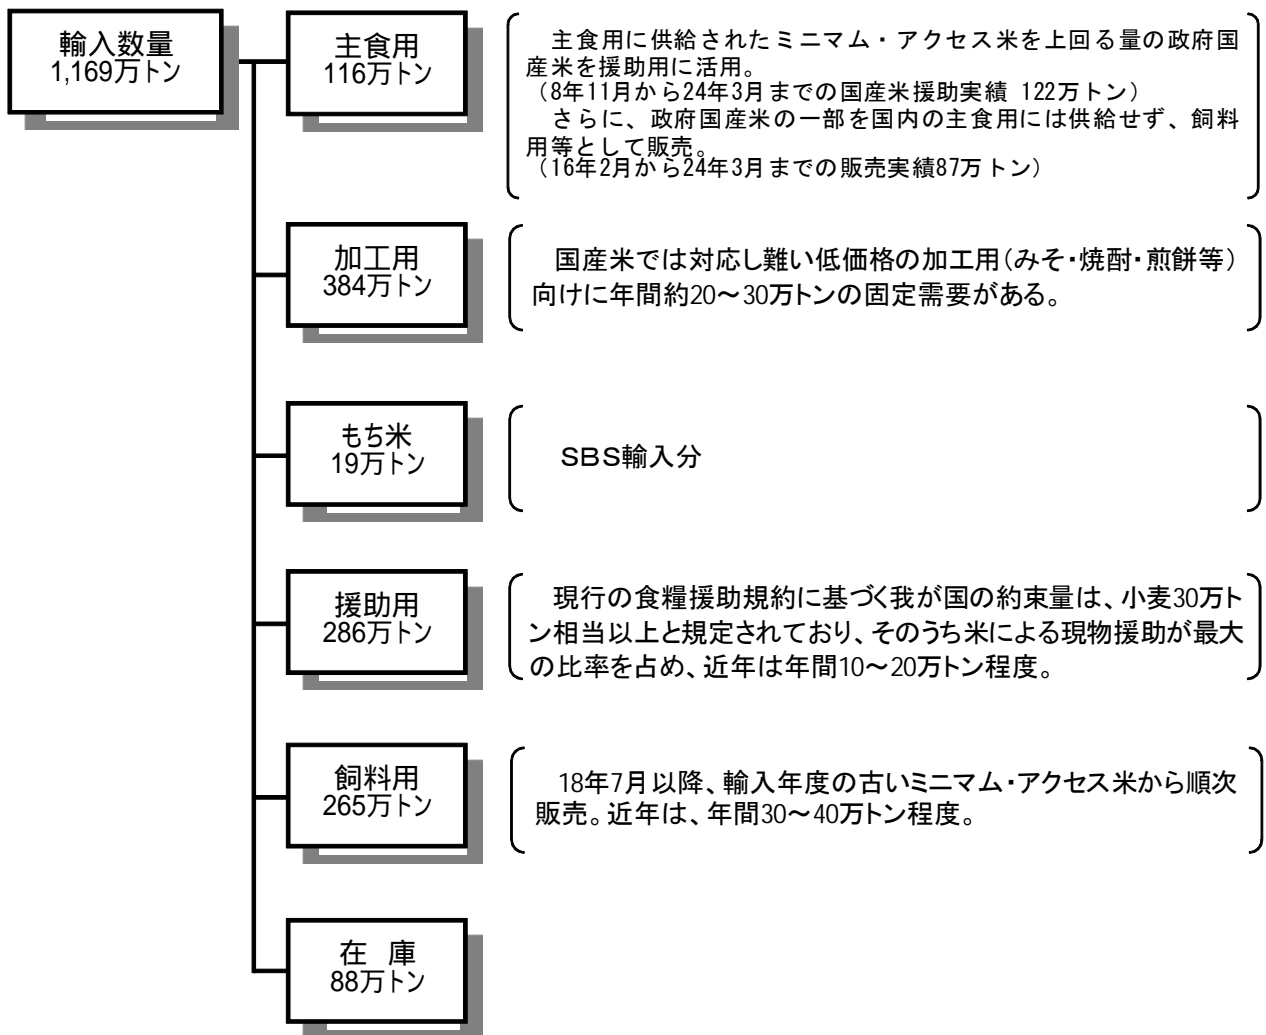 輸入数量
1,169万トン
主食用
116万トン
主食用に供給されたミニマム・アクセス米を上回る量の政府国
産米を援助用に活用。
（8年11月から24年3月までの国産米援助実績 122万トン）
さらに、政府国産米の一部を国内の主食用には供給せず、飼料
用等として販売。
（16年2月から24年3月までの販売実績87万トン）
加工用
384万トン
国産米では対応し難い低価格の加工用（みそ・焼酎・煎餅等）
向けに年間約20～30万トンの固定需要がある。
もち米
19万トン
SBS輸入分
援助用
286万トン
現行の食糧援助規約に基づく我が国の約束量は、小麦30万ト
ン相当以上と規定されており、そのうち米による現物援助が最大
の比率を占め、近年は年間10～20万トン程度。
飼料用
265万トン
18年7月以降、輸入年度の古いミニマム・アクセス米から順次
販売。近年は、年間30～40万トン程度。
在　庫
88万トン